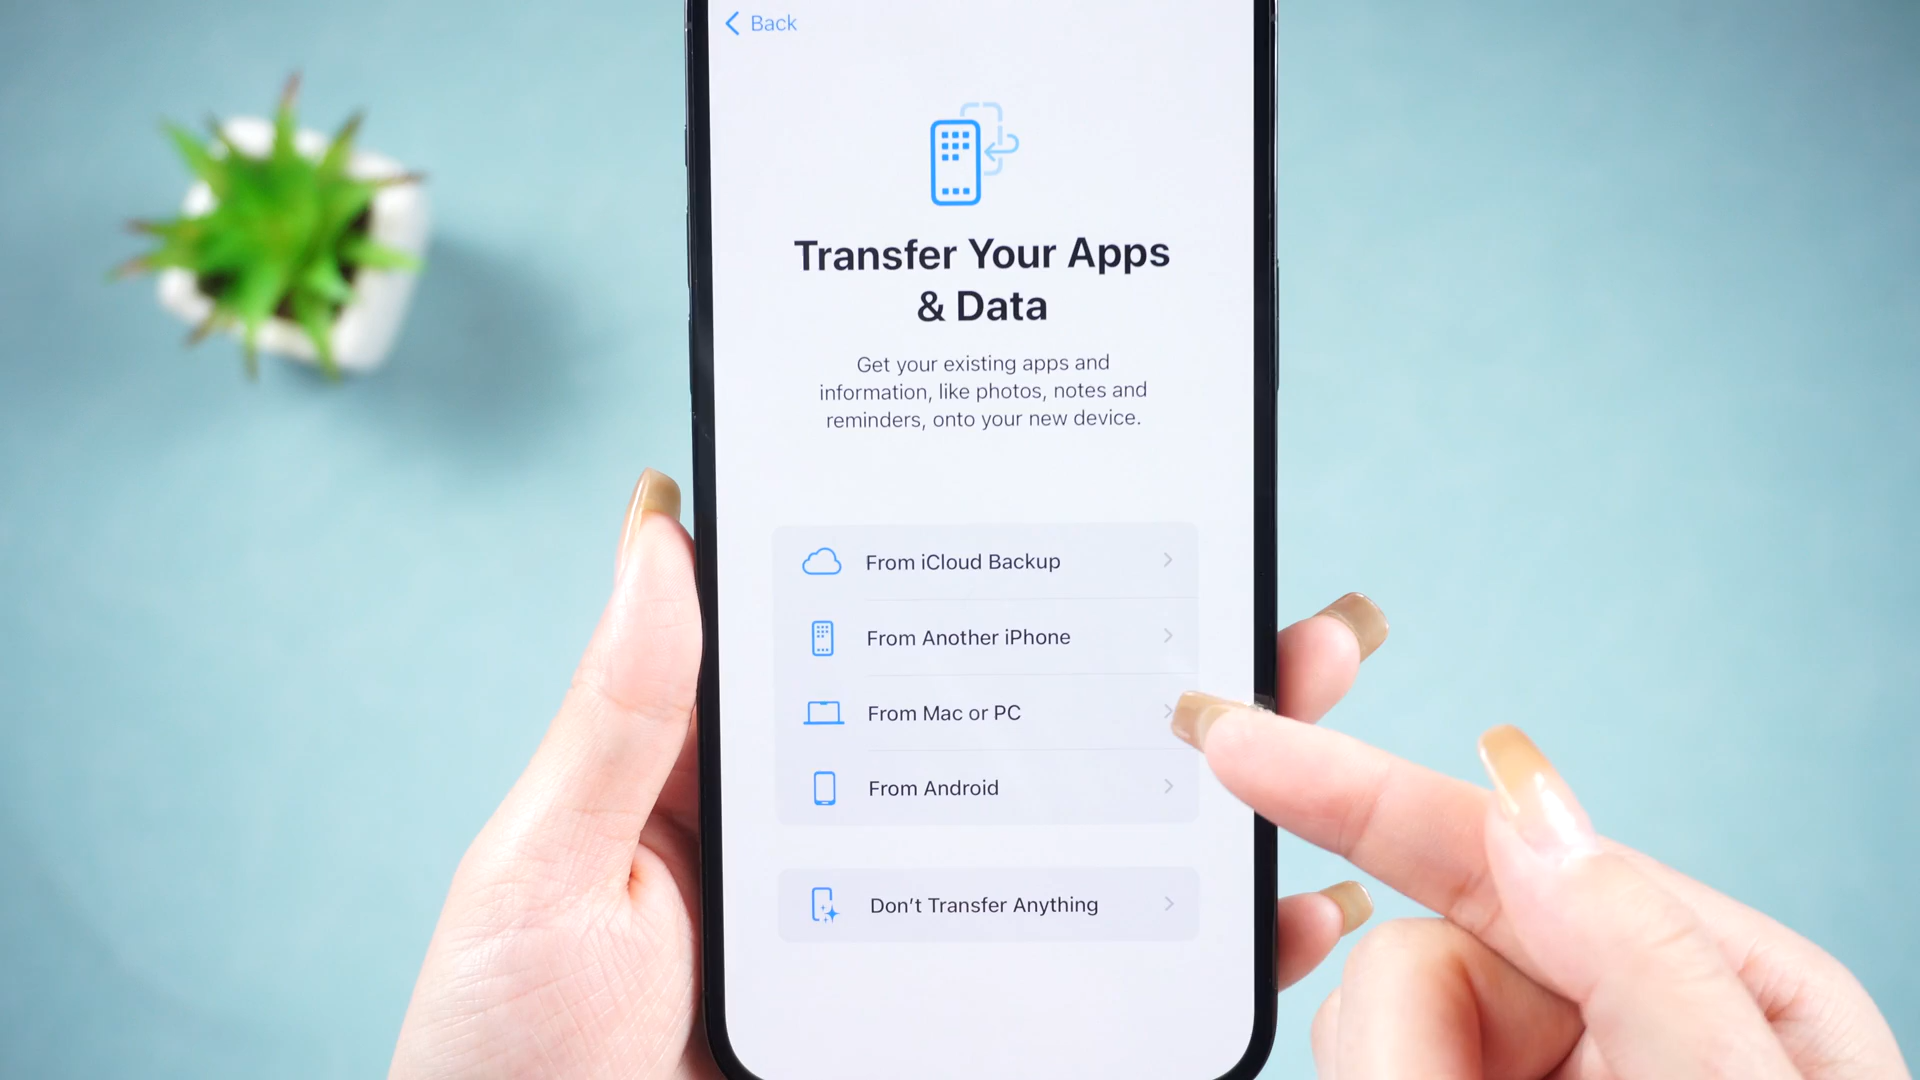 Back
Transfer Your Apps
& Data
Get your existing apps and
information, like photos, notes and
reminders, onto your new device.
From iCloud Backup
From Another iPhone
From Mac or PC
From Android
Don't Transfer Anything